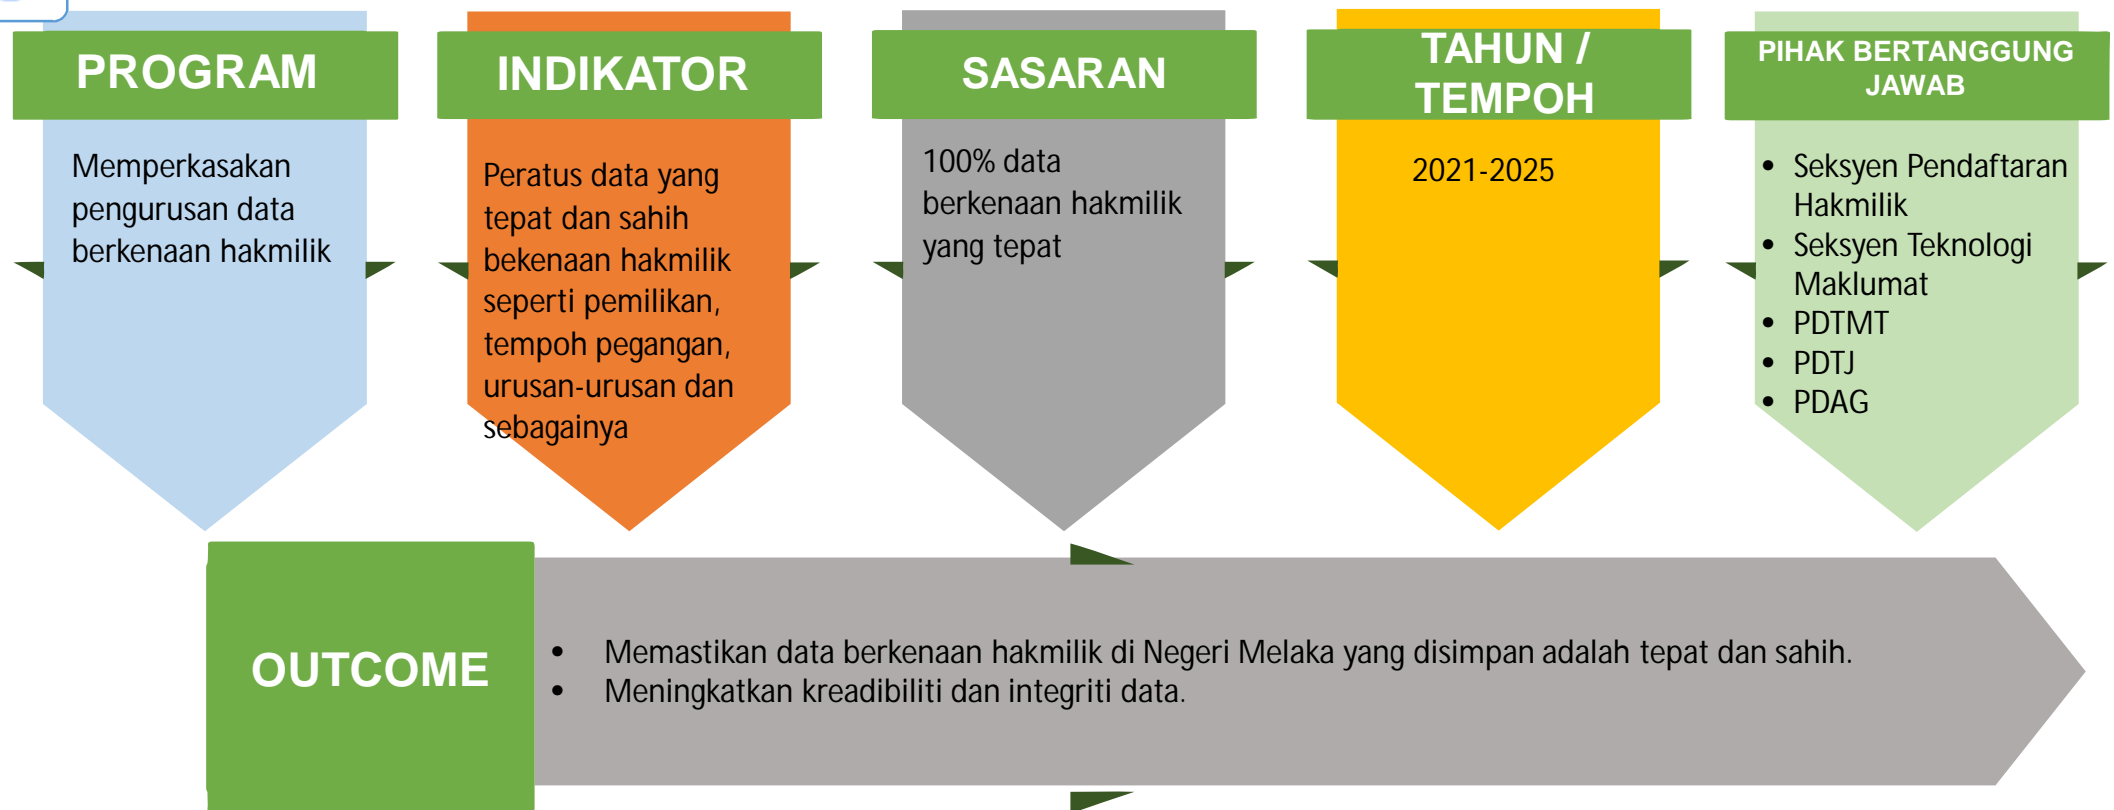 PROGRAM
Memperkasakan
pengurusan data
berkenaan hakmilik
INDIKATOR
Peratus data yang
tepat dan sahih
bekenaan hakmilik
seperti pemilikan,
tempoh pegangan,
urusan-urusan dan
sebagainya
SASARAN
100% data
berkenaan hakmilik
yang tepat
TAHUN /
TEMPOH
2021-2025
PIHAK BERTANGGUNG
JAWAB
• Seksyen Pendaftaran
Hakmilik
• Seksyen Teknologi
Maklumat
• PDTMT
• PDTJ
• PDAG
OUTCOME
• Memastikan data berkenaan hakmilik di Negeri Melaka yang disimpan adalah tepat dan sahih.
• Meningkatkan kreadibiliti dan integriti data.